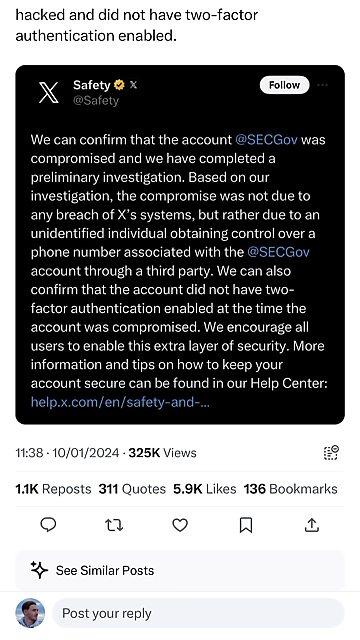 hacked and did not have two-factor
authentication enabled.
Safety
@Safety
Follow
We can confirm that the account @SECGov was
compromised and we have completed a
preliminary investigation. Based on our
investigation, the compromise was not due to
any breach of X's systems, but rather due to an
unidentified individual obtaining control over a
phone number associated with the @SECGov
account through a third party. We can also
confirm that the account did not have two-
factor authentication enabled at the time the
account was compromised. We encourage all
users to enable this extra layer of security. More
information and tips on how to keep your
account secure can be found in our Help Center:
help.x.com/en/safety-and-...
11:38 · 10/01/2024 · 325K Views
1.1K Reposts 311 Quotes 5.9K Likes 136 Bookmarks
See Similar Posts
Post your reply